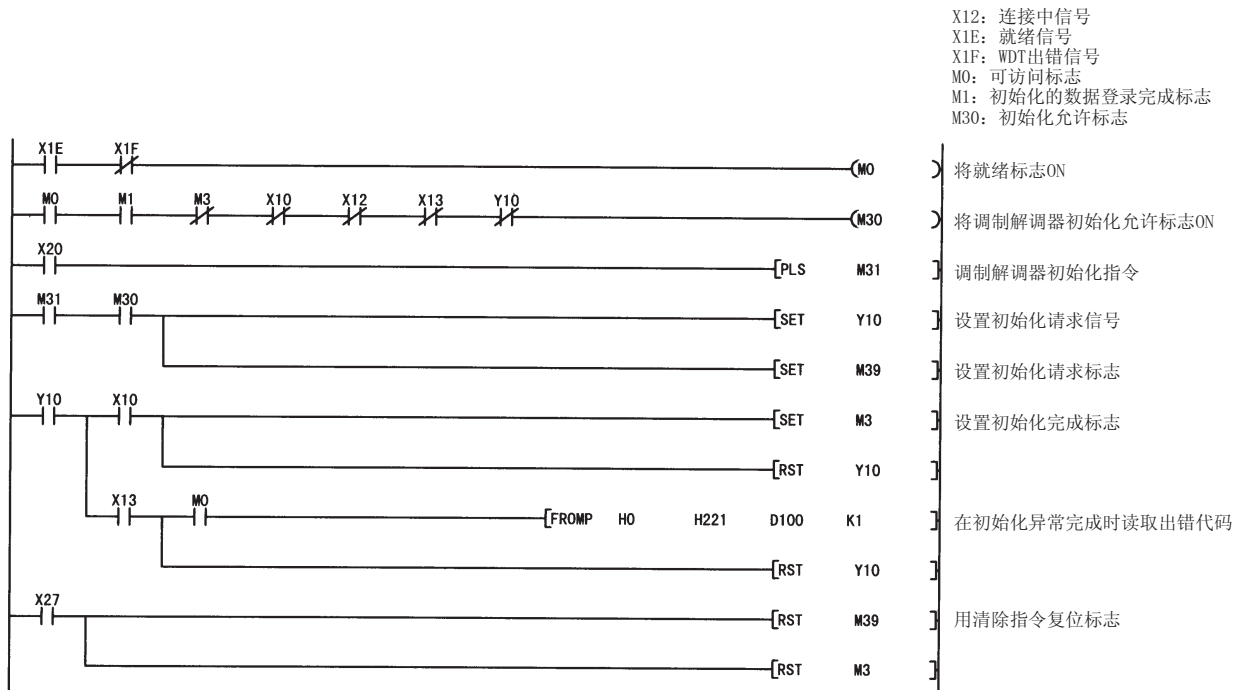 X12：连接中信号
X1E：就绪信号
X1F：WDT出错信号
M0：可访问标志
M1：初始化的数据登录完成标志
M30：初始化允许标志
X1E X1F
M0 将就绪标志ON
M0 M1 M3 X10 X12 X13 Y10
M30 将调制解调器初始化允许标志ON
X20
PLS M31 调制解调器初始化指令
M31 M30
SET Y10 设置初始化请求信号
SET M39 设置初始化请求标志
Y10 X10
SET M3 设置初始化完成标志
RST Y10
X13 M0
FROMP H0 H221 D100 K1 在初始化异常完成时读取出错代码
RST Y10
X27
RST M39 用清除指令复位标志
RST M3